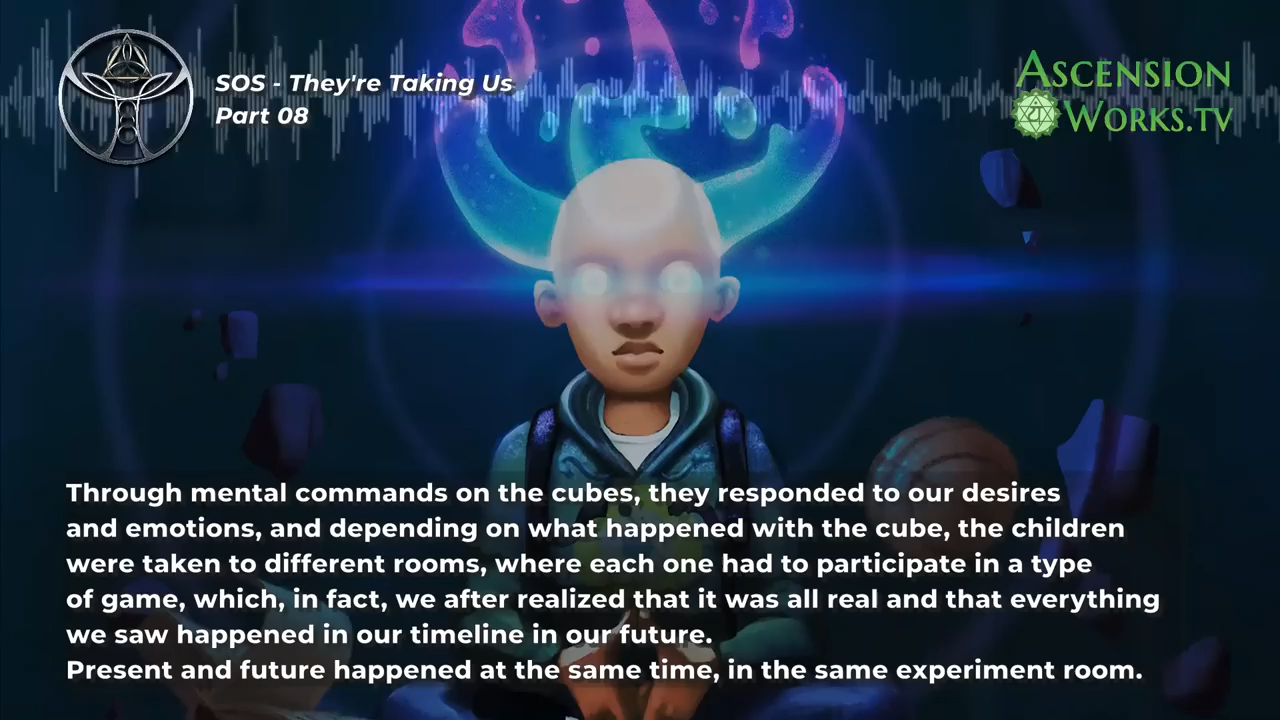 SOS - They're Taking Us
Part 08
ASCENSION
WORKS.TV
Through mental commands on the cubes, they responded to our desires
and emotions, and depending on what happened with the cube, the children
were taken to different rooms, where each one had to participate in a type
of game, which, in fact, we after realized that it was all real and that everything
we saw happened in our timeline in our future.
Present and future happened at the same time, in the same experiment room.